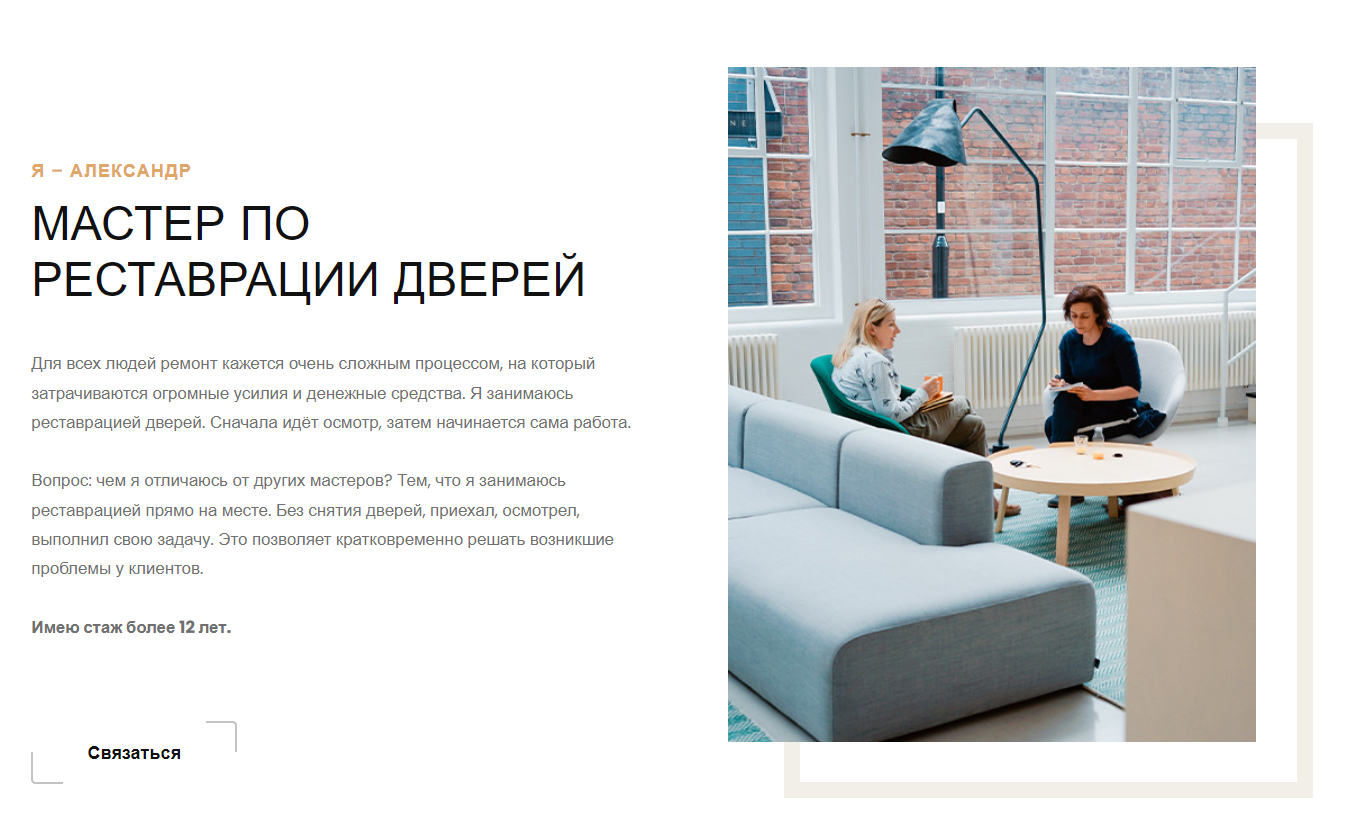 Я – АЛЕКСАНДР
МАСТЕР ПО
РЕСТАВРАЦИИ ДВЕРЕЙ
Для всех людей ремонт кажется очень сложным процессом, на который
затрачиваются огромные усилия и денежные средства. Я занимаюсь
реставрацией дверей. Сначала идёт осмотр, затем начинается сама работа.
Вопрос: чем я отличаюсь от других мастеров? Тем, что я занимаюсь
реставрацией прямо на месте. Без снятия дверей, приехал, осмотрел,
выполнил свою задачу. Это позволяет кратковременно решать возникшие
проблемы у клиентов.
Имею стаж более 12 лет.
Связаться